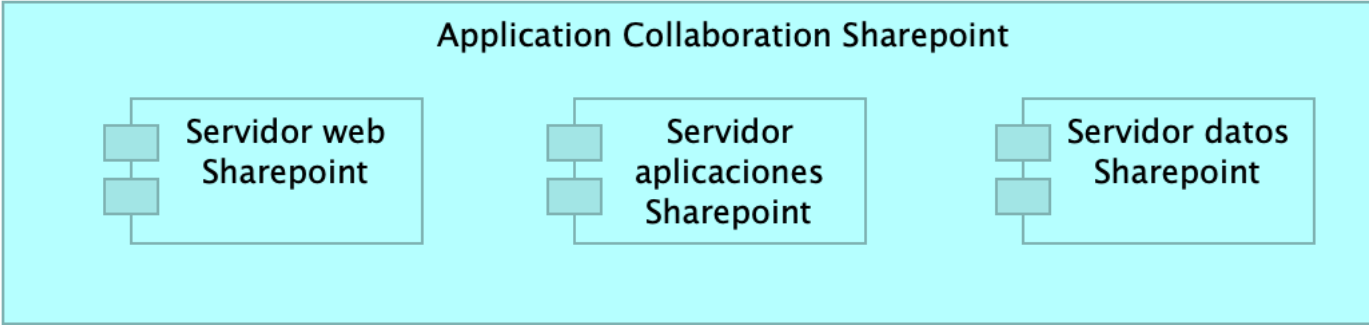 Application Collaboration Sharepoint
Servidor web
Sharepoint
Servidor
aplicaciones
Sharepoint
Servidor datos
Sharepoint